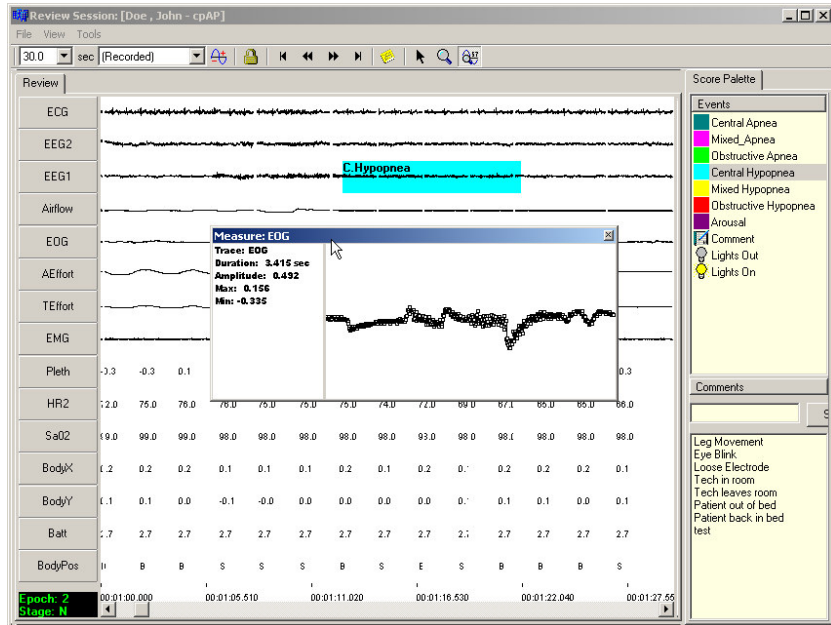 Review Session: [Doe , John - cpAP]
File View Tools
30.0 sec (Recorded)
Review
Score Palette
ECG
EEG2
EEG1
C.Hypopnea
Airflow
EOG
AEffort
TEffort
EMG
Measure: EOG
Trace: EOG
Duration: 3.415 sec
Amplitude: 0.492
Max: 0.156
Min: -0.335
Pleth -0.3 0.1 0.3
HR2 75.0 76.0 76.0 75.0 75.0 75.0 74.0 72.0 69.0 67.1 65.0 65.0 66.0
Sa02 99.0 99.0 98.0 98.0 98.0 98.0 98.0 93.0 98.0 98.0 98.0
BodyX 0.2 0.2 0.1 0.1 0.1 0.2 0.1 0.2 0.2 0.2 0.1
BodyY 0.1 0.0 -0.1 -0.0 0.0 0.0 0.0 0.0 0.1 0.1 0.0 0.1
Batt 2.7 2.7 2.7 2.7 2.7 2.7 2.7 2.7 2.7 2.7 2.7 2.7
BodyPos B B S S S B S E S B B B S
Epoch: 2
Stage: N
00:01:00.000 00:01:05.510 00:01:11.020 00:01:16.530 00:01:22.040 00:01:27.55
Events
Central Apnea
Mixed_Apnea
Obstructive Apnea
Central Hypopnea
Mixed Hypopnea
Obstructive Hypopnea
Arousal
Comment
Lights Out
Lights On
Comments
Leg Movement
Eye Blink
Loose Electrode
Tech in room
Tech leaves room
Patient out of bed
Patient back in bed
test